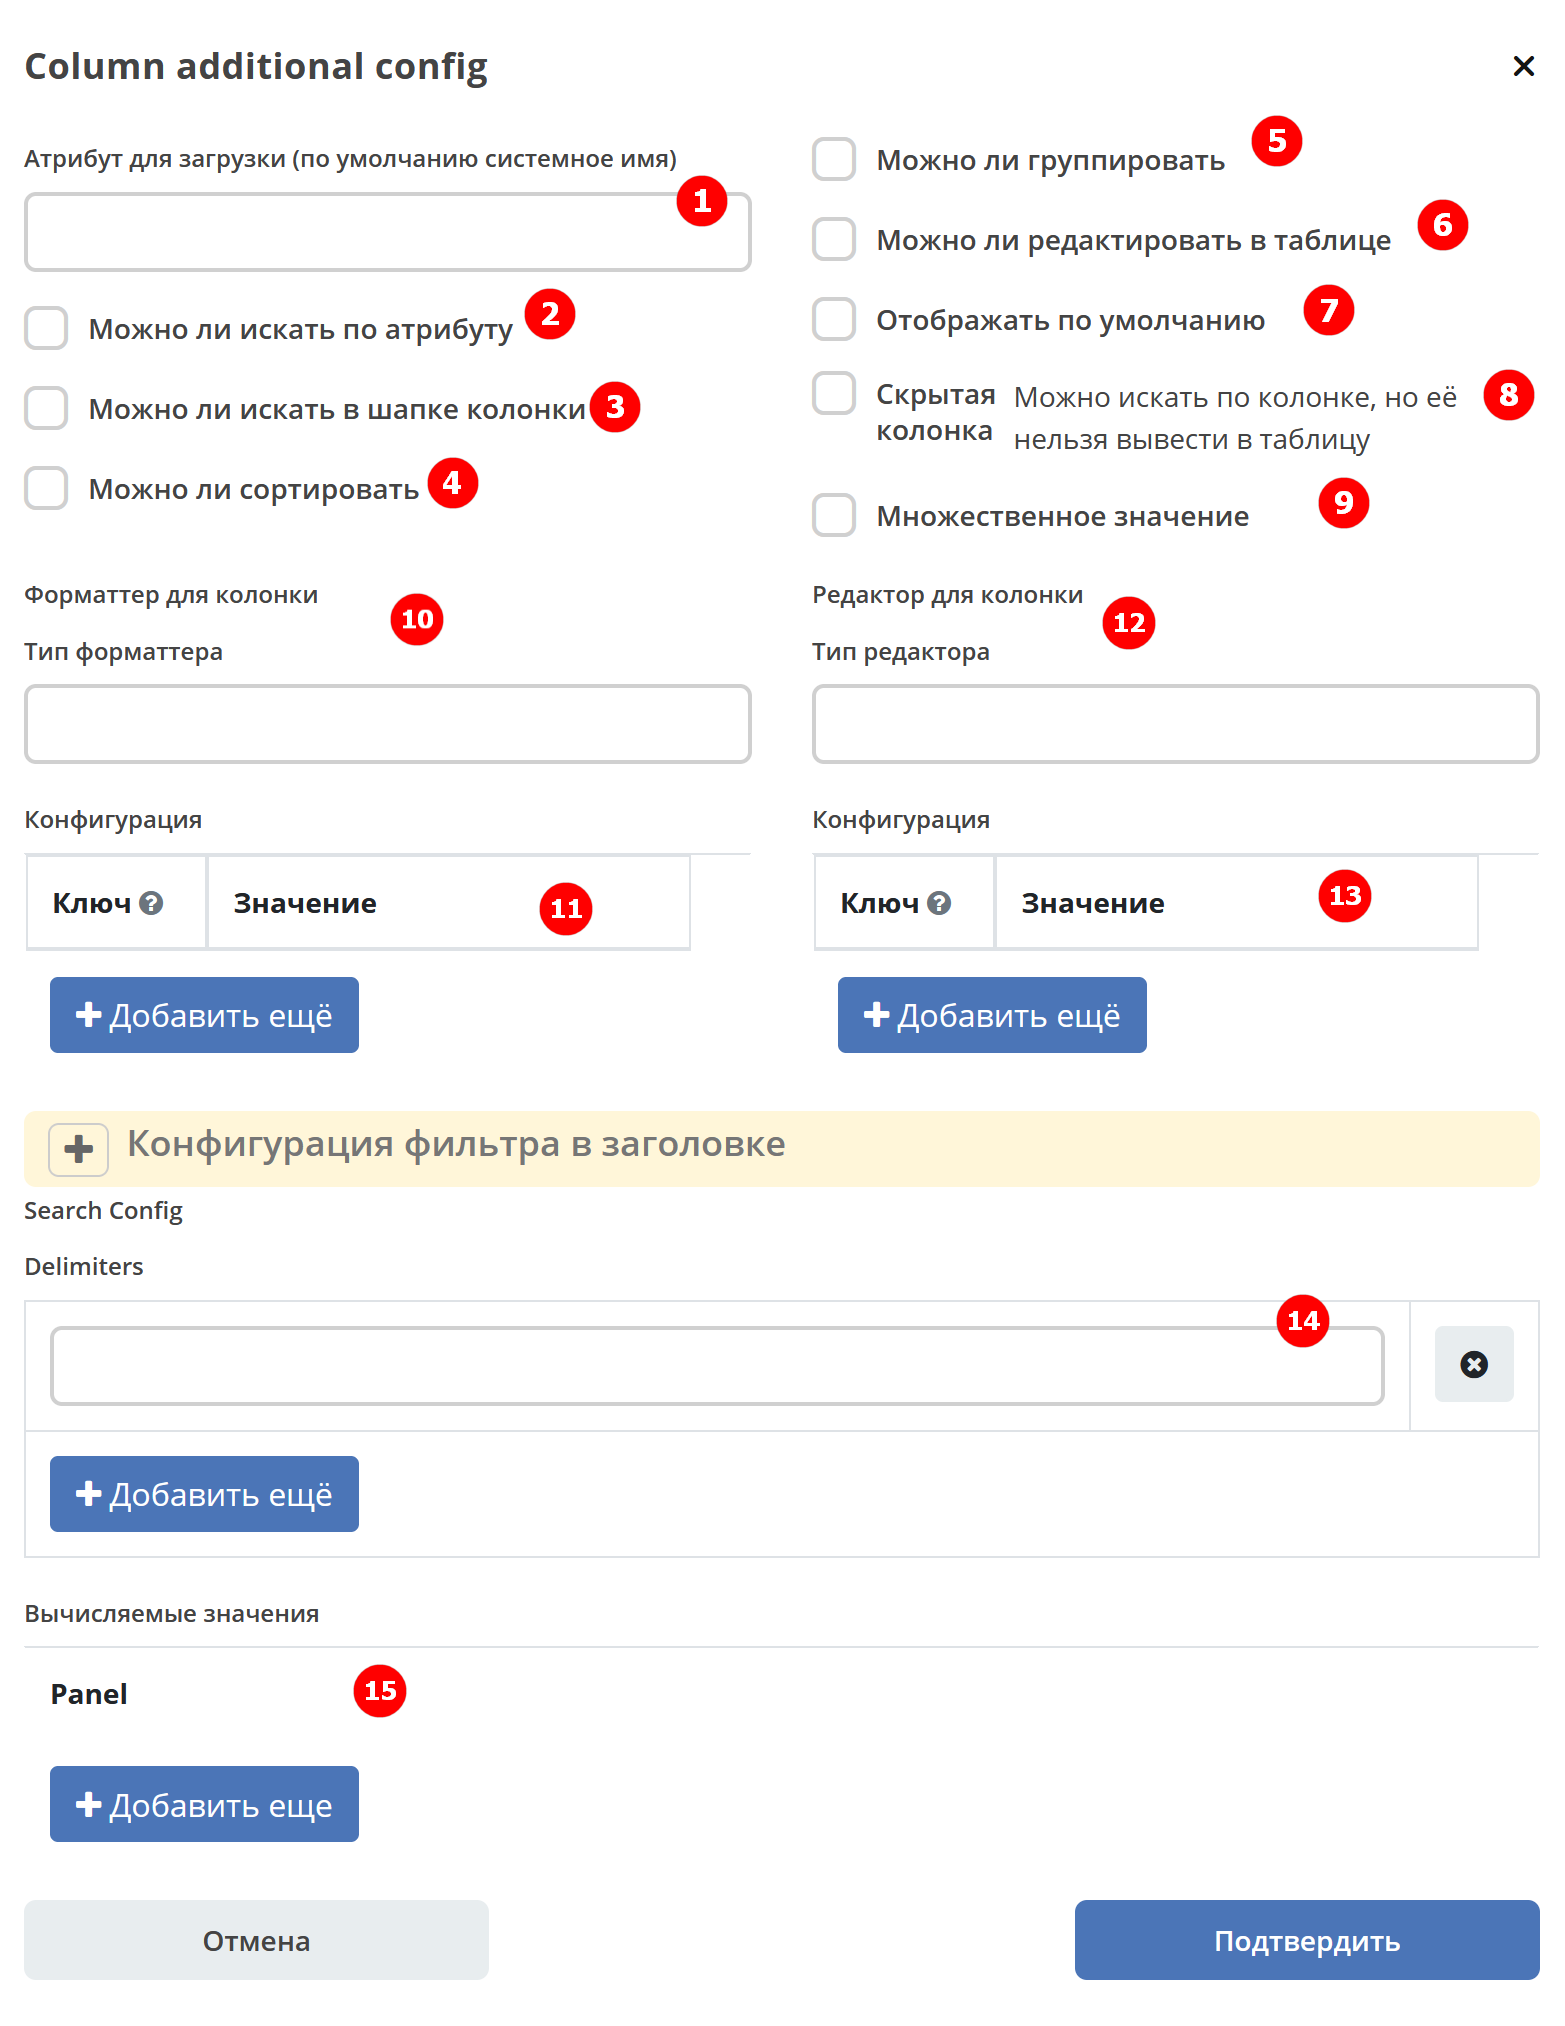 Column additional config
Атрибут для загрузки (по умолчанию системное имя)
1
Можно ли искать по атрибуту
2
Можно ли искать в шапке колонки
3
Можно ли сортировать
4
Можно ли группировать
5
Можно ли редактировать в таблице
6
Отображать по умолчанию
7
Скрытая колонка
Можно искать по колонке, но её
нельзя вывести в таблицу
8
Множественное значение
9
Форматтер для колонки
10
Тип форматтера
Конфигурация
Ключ Значение
11
Добавить ещё
Редактор для колонки
12
Тип редактора
Конфигурация
Ключ Значение
13
Добавить ещё
Конфигурация фильтра в заголовке
Search Config
Delimiters
14
Добавить ещё
Вычисляемые значения
Panel
15
Добавить еще
Отмена
Подтвердить